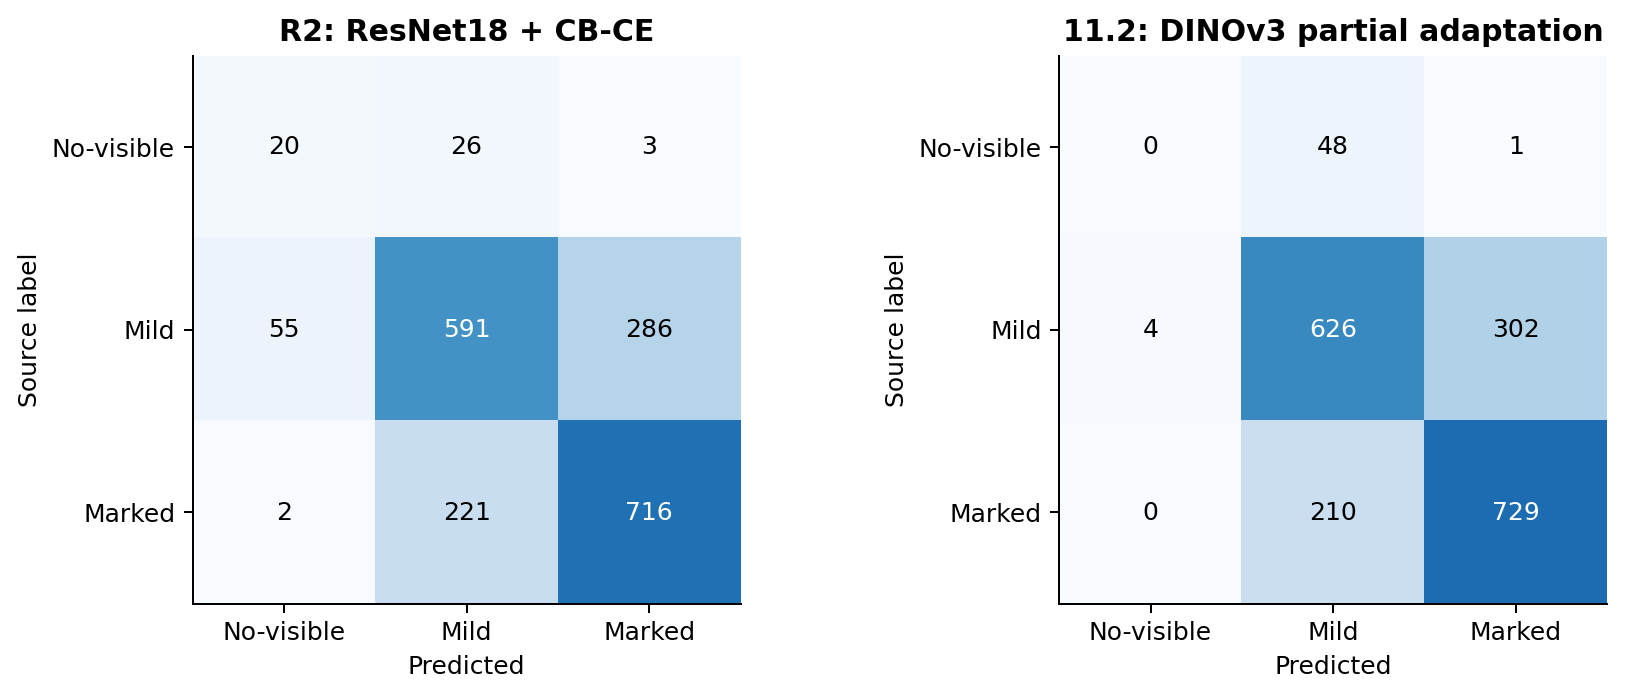 R2: ResNet18 + CB-CE
No-visible
20 26 3
Mild
55 591 286
Marked
2 221 716
No-visible Mild Marked
Predicted
Source label
11.2: DINOv3 partial adaptation
No-visible
0 48 1
Mild
4 626 302
Marked
0 210 729
No-visible Mild Marked
Predicted
Source label